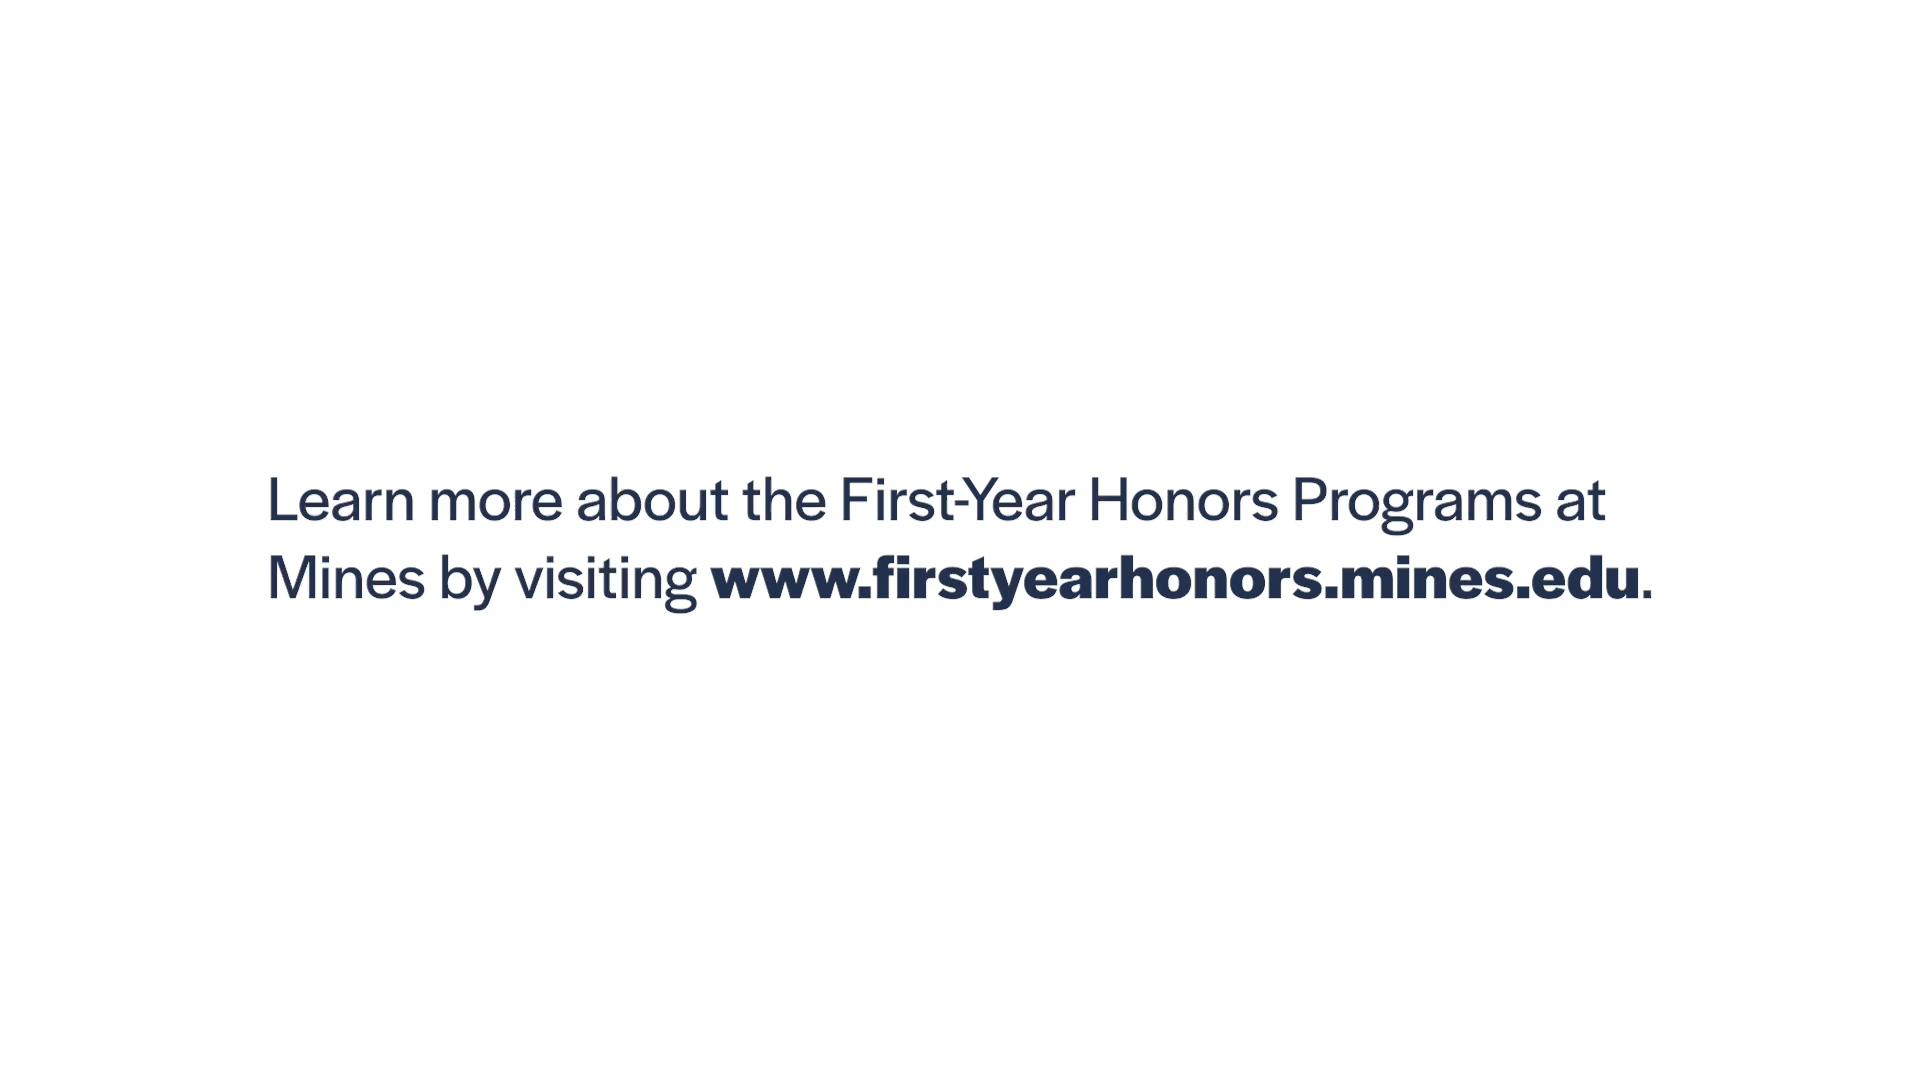 Learn more about the First-Year Honors Programs at
Mines by visiting www.firstyearhonors.mines.edu.